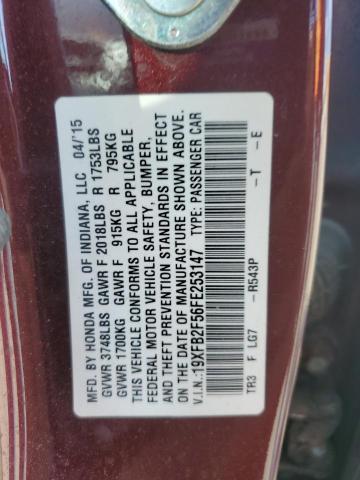 MFD. BY HONDA MFG. OF INDIANA, LLC 04/'15
GVWR 3748LBS GAWR F 2018LBS R 1753LBS
GVWR 1700KG GAWR F 915KG R 795KG
THIS VEHICLE CONFORMS TO ALL APPLICABLE
FEDERAL MOTOR VEHICLE SAFETY, BUMPER,
AND THEFT PREVENTION STANDARDS IN EFFECT
ON THE DATE OF MANUFACTURE SHOWN ABOVE.
V.I.N.:19XFB2F56FE253147 TYPE: PASSENGER CAR
TR3 F LG7 -R543P -T -E